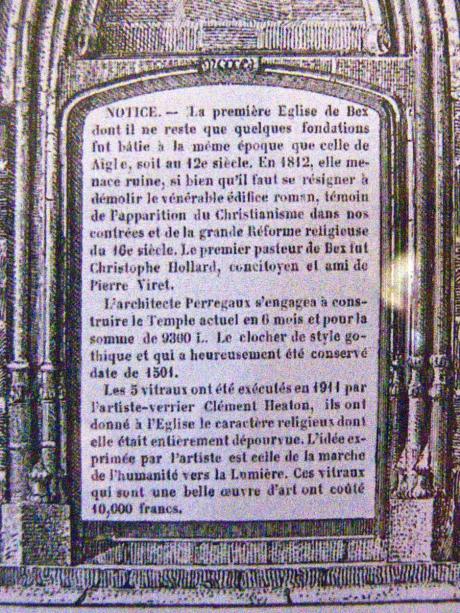 NOTICE. — La première Eglise de Bex
dont il ne reste que quelques fondations
fut bâtie à la même époque que celle de
Aigle, soit au 12e siècle. En 1812, elle me-
nace ruine, si bien qu'il faut se résigner à
démolir le vénérable édifice roman, témoin
de l'apparition du Christianisme dans nos
contrées et de la grande Réforme religieuse
du 16e siècle. Le premier pasteur de Bex fut
Christophe Hollard, concitoyen et ami de
Pierre Viret.
L'architecte Perregaux s'engagea à cons-
truire le Temple actuel en 6 mois et pour la
somme de 9300 L. Le clocher de style go-
thique et qui a heureusement été conservé
date de 1501.
Les 5 vitraux ont été exécutés en 1911 par
l'artiste-verrier Clément Heaton, ils ont
donné à l'Eglise le caractère religieux dont
elle était entièrement dépourvue. L'idée ex-
primée par l'artiste est celle de la marche
de l'humanité vers la Lumière. Ces vitraux
qui sont une belle œuvre d'art ont coûté
10,000 francs.